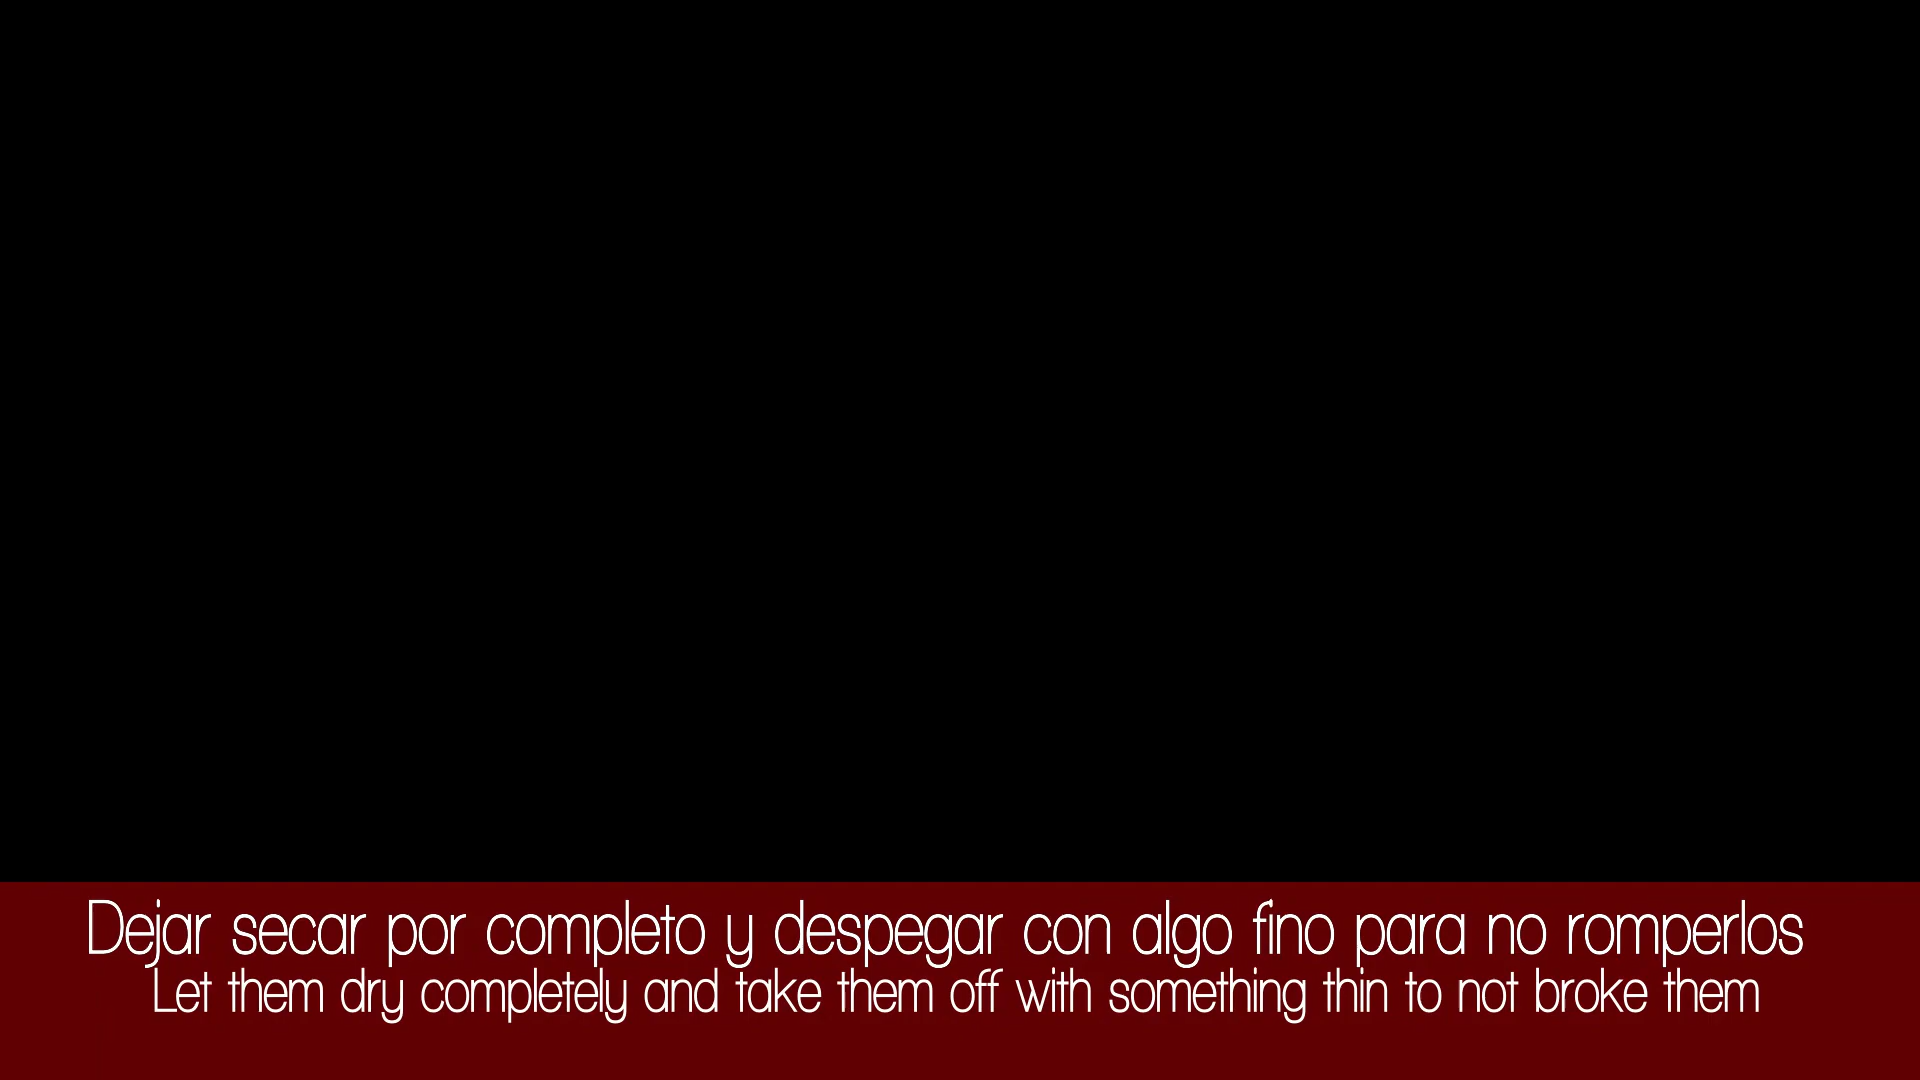 Dejar secar por completo y despegar con algo fino para no romperlos
Let them dry completely and take them off with something thin to not broke them